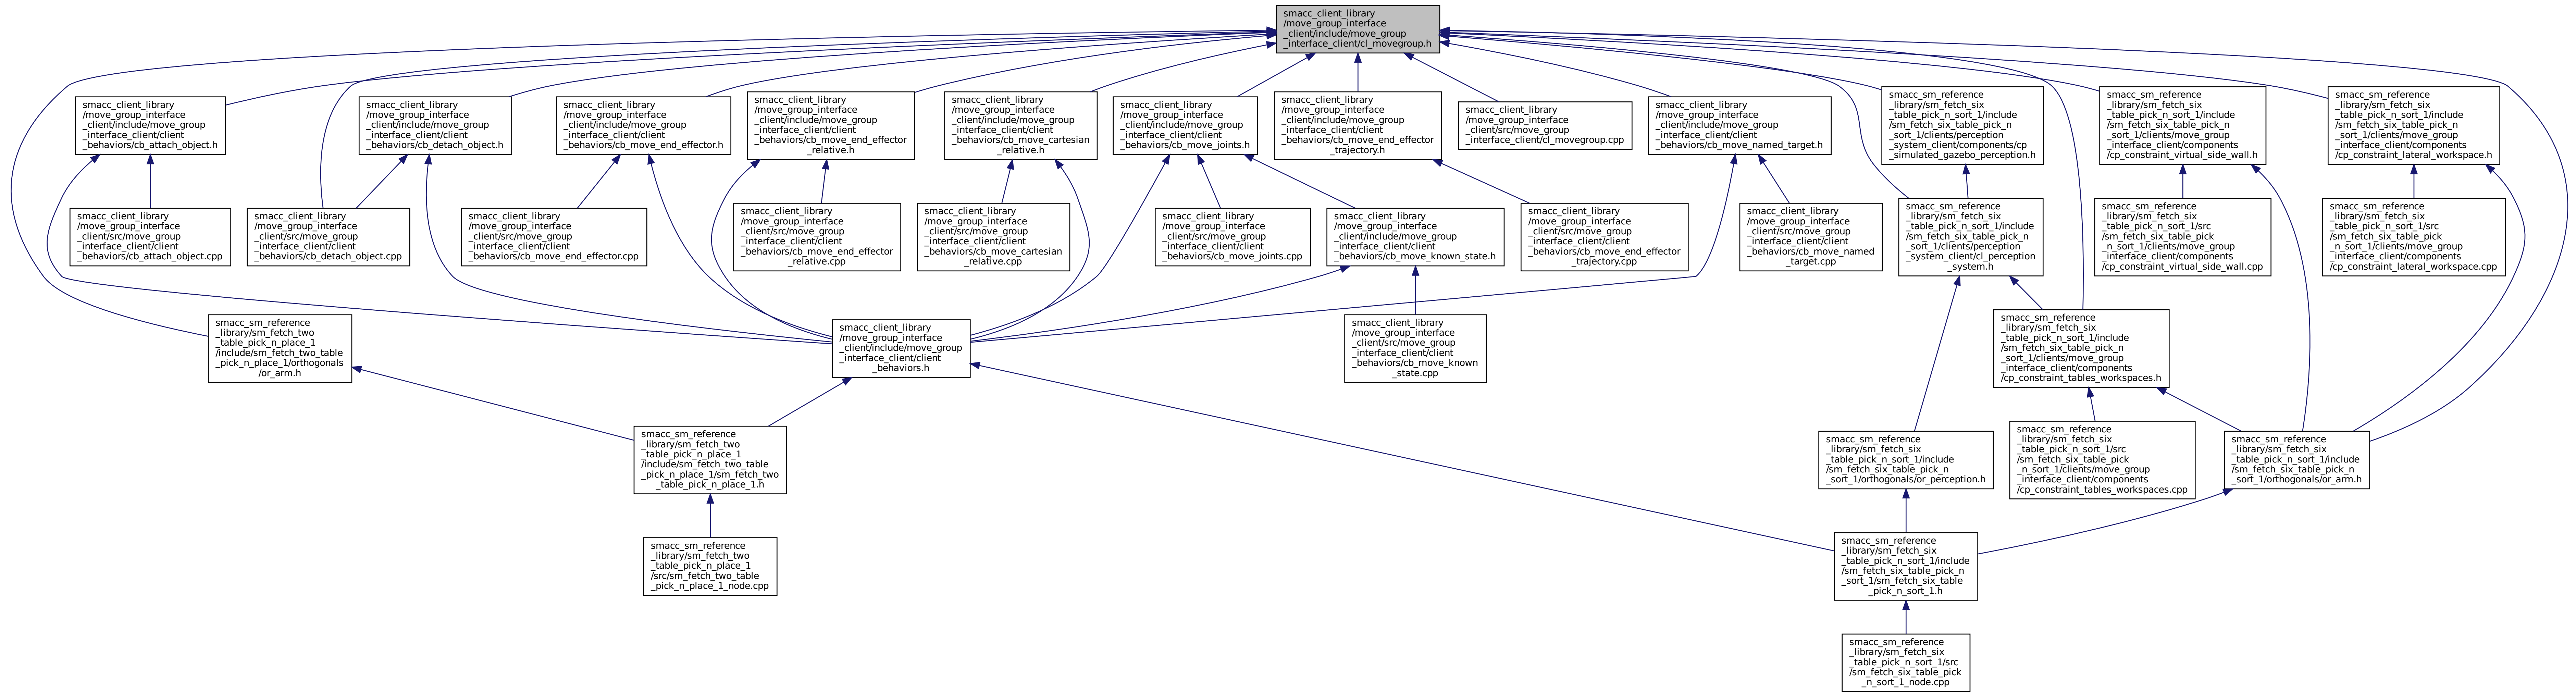 smacc_client_library
/move_group_interface
_client/include/move_group
_interface_client/cl_movegroup.h
smacc_client_library
/move_group_interface
_client/include/move_group
_interface_client/client
_behaviors/cb_attach_object.h
smacc_client_library
/move_group_interface
_client/include/move_group
_interface_client/client
_behaviors/cb_detach_object.h
smacc_client_library
/move_group_interface
_client/include/move_group
_interface_client/client
_behaviors/cb_move_end_effector.h
smacc_client_library
/move_group_interface
_client/include/move_group
_interface_client/client
_behaviors/cb_move_end_effector
_relative.h
smacc_client_library
/move_group_interface
_client/include/move_group
_interface_client/client
_behaviors/cb_move_cartesian
_relative.h
smacc_client_library
/move_group_interface
_client/include/move_group
_interface_client/client
_behaviors/cb_move_joints.h
smacc_client_library
/move_group_interface
_client/include/move_group
_interface_client/client
_behaviors/cb_move_end_effector
_trajectory.h
smacc_client_library
/move_group_interface
_client/src/move_group
_interface_client/cl_movegroup.cpp
smacc_client_library
/move_group_interface
_client/include/move_group
_interface_client/client
_behaviors/cb_move_named_target.h
smacc_sm_reference
_library/sm_fetch_six
_table_pick_n_sort_1/include
/sm_fetch_six_table_pick_n
_sort_1/clients/perception
_system_client/components/cp
_simulated_gazebo_perception.h
smacc_sm_reference
_library/sm_fetch_six
_table_pick_n_sort_1/include
/sm_fetch_six_table_pick_n
_sort_1/clients/move_group
_interface_client/components
/cp_constraint_virtual_side_wall.h
smacc_sm_reference
_library/sm_fetch_six
_table_pick_n_sort_1/include
/sm_fetch_six_table_pick_n
_sort_1/clients/move_group
_interface_client/components
/cp_constraint_lateral_workspace.h
smacc_client_library
/move_group_interface
_client/src/move_group
_interface_client/client
_behaviors/cb_attach_object.cpp
smacc_client_library
/move_group_interface
_client/src/move_group
_interface_client/client
_behaviors/cb_detach_object.cpp
smacc_client_library
/move_group_interface
_client/src/move_group
_interface_client/client
_behaviors/cb_move_end_effector.cpp
smacc_client_library
/move_group_interface
_client/src/move_group
_interface_client/client
_behaviors/cb_move_end_effector
_relative.cpp
smacc_client_library
/move_group_interface
_client/src/move_group
_interface_client/client
_behaviors/cb_move_cartesian
_relative.cpp
smacc_client_library
/move_group_interface
_client/src/move_group
_interface_client/client
_behaviors/cb_move_joints.cpp
smacc_client_library
/move_group_interface
_client/include/move_group
_interface_client/client
_behaviors/cb_move_known_state.h
smacc_client_library
/move_group_interface
_client/src/move_group
_interface_client/client
_behaviors/cb_move_end_effector
_trajectory.cpp
smacc_client_library
/move_group_interface
_client/src/move_group
_interface_client/client
_behaviors/cb_move_named
_target.cpp
smacc_sm_reference
_library/sm_fetch_six
_table_pick_n_sort_1/include
/sm_fetch_six_table_pick_n
_sort_1/clients/perception
_system_client/cl_perception
_system.h
smacc_sm_reference
_library/sm_fetch_six
_table_pick_n_sort_1/src
/sm_fetch_six_table_pick
_n_sort_1/clients/move_group
_interface_client/components
/cp_constraint_virtual_side_wall.cpp
smacc_sm_reference
_library/sm_fetch_six
_table_pick_n_sort_1/src
/sm_fetch_six_table_pick
_n_sort_1/clients/move_group
_interface_client/components
/cp_constraint_lateral_workspace.cpp
smacc_sm_reference
_library/sm_fetch_two
_table_pick_n_place_1
/include/sm_fetch_two_table
_pick_n_place_1/orthogonals
/or_arm.h
smacc_client_library
/move_group_interface
_client/include/move_group
_interface_client/client
_behaviors.h
smacc_client_library
/move_group_interface
_client/src/move_group
_interface_client/client
_behaviors/cb_move_known
_state.cpp
smacc_sm_reference
_library/sm_fetch_six
_table_pick_n_sort_1/include
/sm_fetch_six_table_pick_n
_sort_1/clients/move_group
_interface_client/components
/cp_constraint_tables_workspaces.h
smacc_sm_reference
_library/sm_fetch_two
_table_pick_n_place_1
/include/sm_fetch_two_table
_pick_n_place_1/sm_fetch_two
_table_pick_n_place_1.h
smacc_sm_reference
_library/sm_fetch_six
_table_pick_n_sort_1/include
/sm_fetch_six_table_pick_n
_sort_1/orthogonals/or_perception.h
smacc_sm_reference
_library/sm_fetch_six
_table_pick_n_sort_1/src
/sm_fetch_six_table_pick
_n_sort_1/clients/move_group
_interface_client/components
/cp_constraint_tables_workspaces.cpp
smacc_sm_reference
_library/sm_fetch_six
_table_pick_n_sort_1/include
/sm_fetch_six_table_pick_n
_sort_1/orthogonals/or_arm.h
smacc_sm_reference
_library/sm_fetch_two
_table_pick_n_place_1
/src/sm_fetch_two_table
_pick_n_place_1_node.cpp
smacc_sm_reference
_library/sm_fetch_six
_table_pick_n_sort_1/include
/sm_fetch_six_table_pick_n
_sort_1/sm_fetch_six_table
_pick_n_sort_1.h
smacc_sm_reference
_library/sm_fetch_six
_table_pick_n_sort_1/src
/sm_fetch_six_table_pick
_n_sort_1_node.cpp